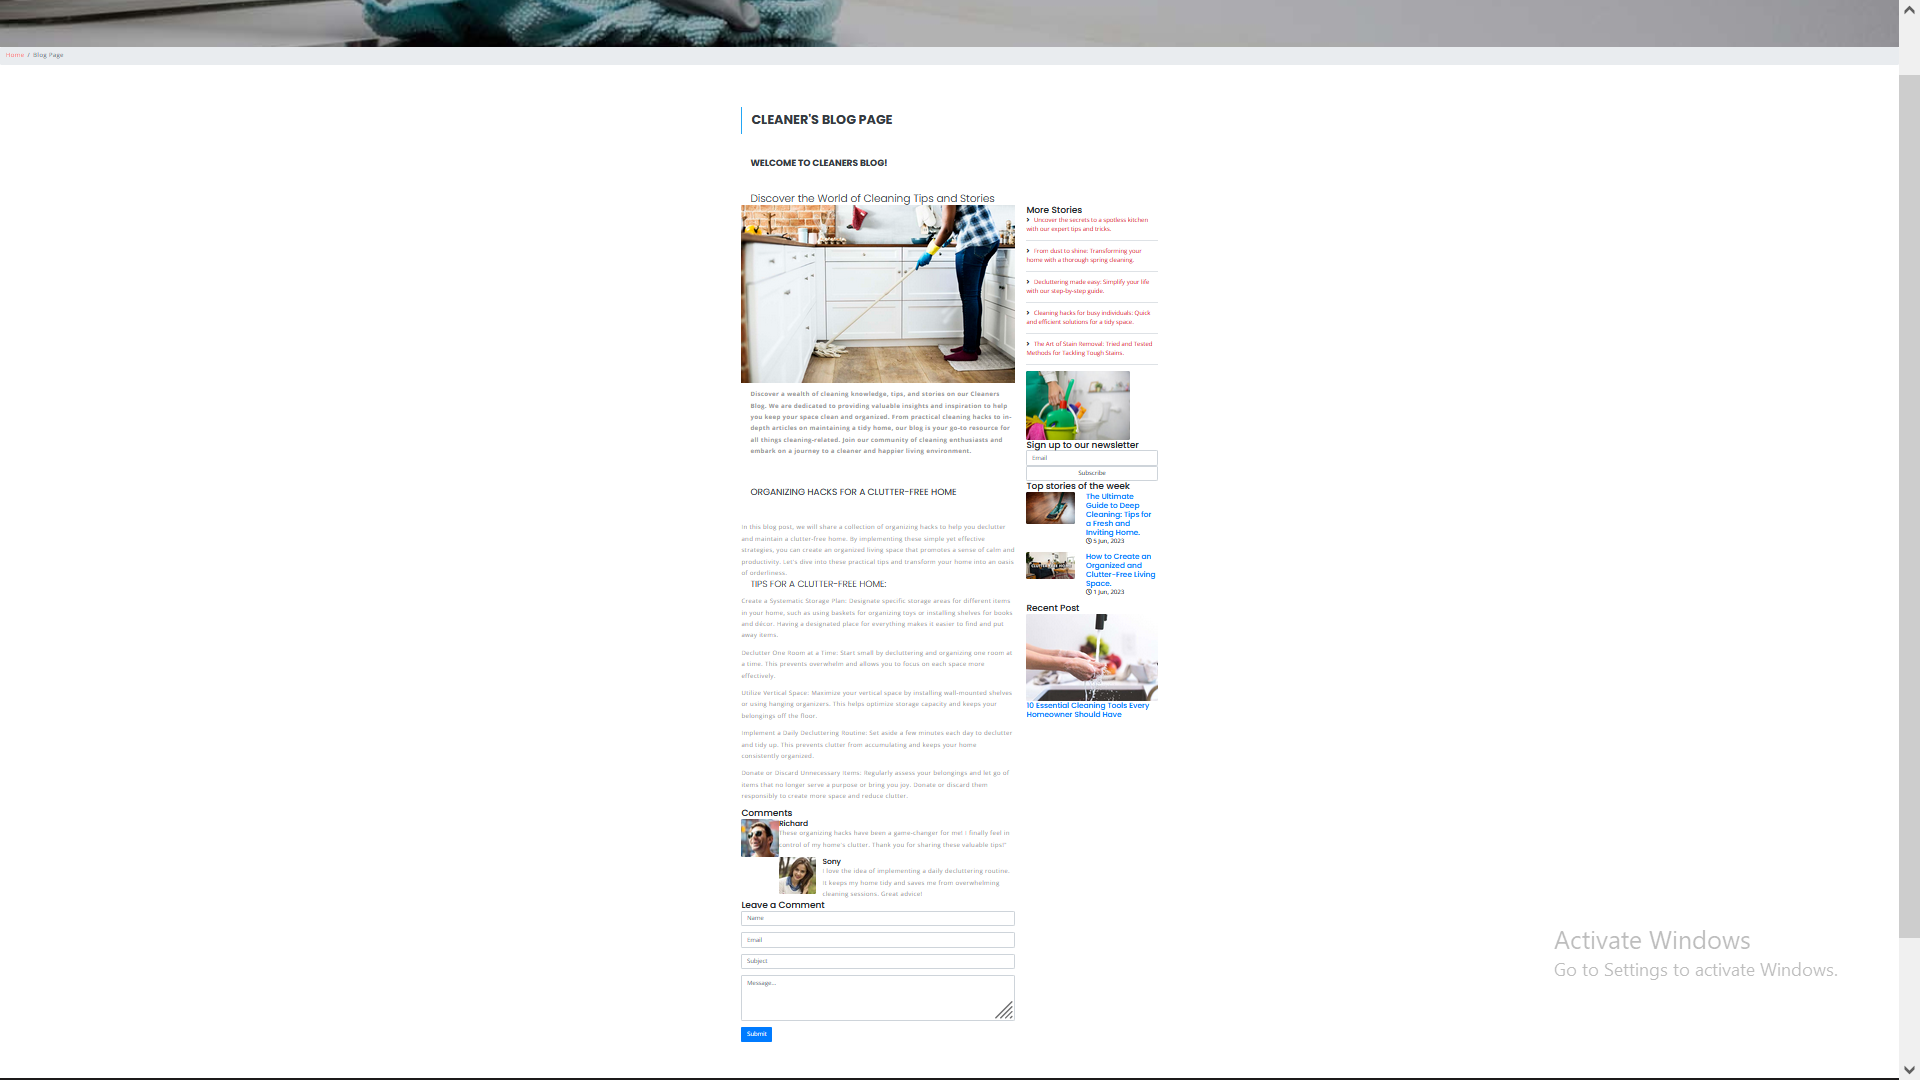 Home / Blog Page
CLEANER'S BLOG PAGE
WELCOME TO CLEANERS BLOG!
Discover the World of Cleaning Tips and Stories
Discover a wealth of cleaning knowledge, tips, and stories on our Cleaners
Blog. We are dedicated to providing valuable insights and inspiration to help
you keep your space clean and organized. From practical cleaning hacks to in-
depth articles on maintaining a tidy home, our blog is your go-to resource for
all things cleaning-related. Join our community of cleaning enthusiasts and
embark on a journey to a cleaner and happier living environment.
ORGANIZING HACKS FOR A CLUTTER-FREE HOME
In this blog post, we will share a collection of organizing hacks to help you declutter
and maintain a clutter-free home. By implementing these simple yet effective
strategies, you can create an organized living space that promotes a sense of calm and
productivity. Let's dive into these practical tips and transform your home into an oasis
of orderliness.
TIPS FOR A CLUTTER-FREE HOME:
Create a Systematic Storage Plan: Designate specific storage areas for different items
in your home, such as using baskets for organizing toys or installing shelves for books
and décor. Having a designated place for everything makes it easier to find and put
away items.
Declutter One Room at a Time: Start small by decluttering and organizing one room at
a time. This prevents overwhelm and allows you to focus on each space more
effectively.
Utilize Vertical Space: Maximize your vertical space by installing wall-mounted shelves
or using hanging organizers. This helps optimize storage capacity and keeps your
belongings off the floor.
Implement a Daily Decluttering Routine: Set aside a few minutes each day to declutter
and tidy up. This prevents clutter from accumulating and keeps your home
consistently organized.
Donate or Discard Unnecessary Items: Regularly assess your belongings and let go of
items that no longer serve a purpose or bring you joy. Donate or discard them
responsibly to create more space and reduce clutter.
Comments
Richard
These organizing hacks have been a game-changer for me! I finally feel in
control of my home's clutter. Thank you for sharing these valuable tips!"
Sony
I love the idea of implementing a daily decluttering routine.
It keeps my home tidy and saves me from overwhelming
cleaning sessions. Great advice!
Leave a Comment
Name
Email
Subject
Message...
Submit
More Stories
Uncover the secrets to a spotless kitchen
with our expert tips and tricks.
From dust to shine: Transforming your
home with a thorough spring cleaning.
Decluttering made easy: Simplify your life
with our step-by-step guide.
Cleaning hacks for busy individuals: Quick
and efficient solutions for a tidy space.
The Art of Stain Removal: Tried and Tested
Methods for Tackling Tough Stains.
Sign up to our newsletter
Email
Subscribe
Top stories of the week
The Ultimate
Guide to Deep
Cleaning: Tips for
a Fresh and
Inviting Home.
5 Jun, 2023
How to Create an
Organized and
Clutter-Free Living
Space.
1 Jun, 2023
Recent Post
10 Essential Cleaning Tools Every
Homeowner Should Have
Activate Windows
Go to Settings to activate Windows.